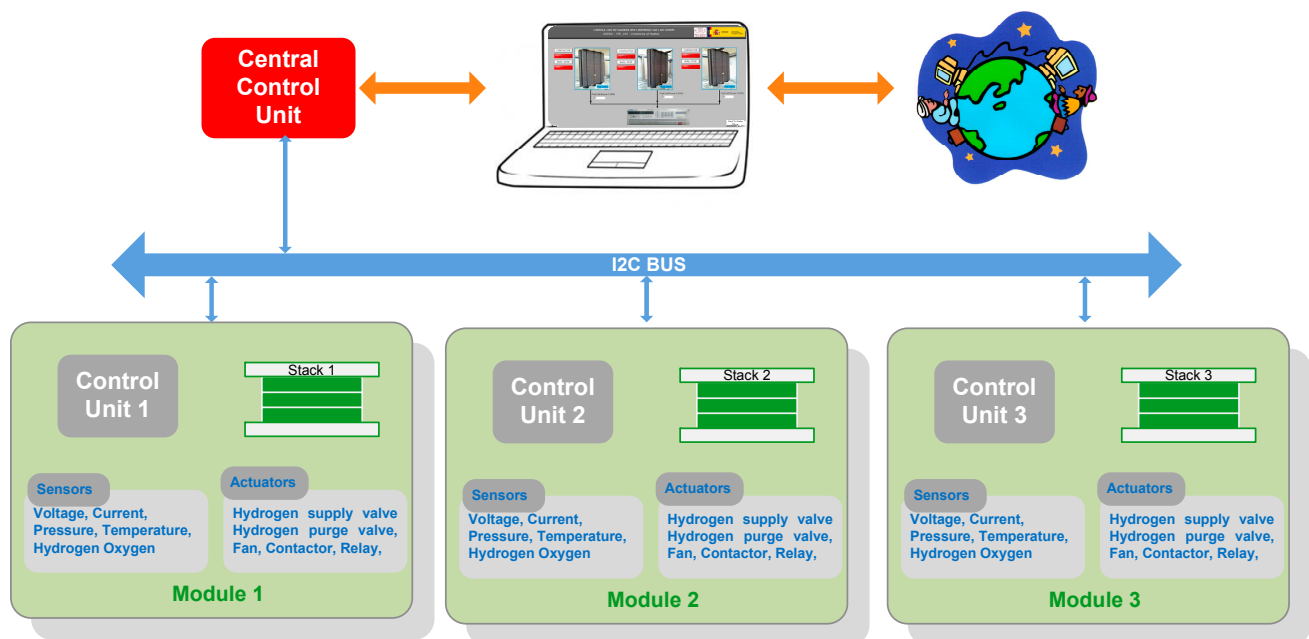 Central
Control
Unit
I2C BUS
Control
Unit 1
Stack 1
Sensors
Voltage, Current,
Pressure, Temperature,
Hydrogen Oxygen
Actuators
Hydrogen supply valve
Hydrogen purge valve,
Fan, Contactor, Relay,
Module 1
Control
Unit 2
Stack 2
Sensors
Voltage, Current,
Pressure, Temperature,
Hydrogen Oxygen
Actuators
Hydrogen supply valve
Hydrogen purge valve,
Fan, Contactor, Relay,
Module 2
Control
Unit 3
Stack 3
Sensors
Voltage, Current,
Pressure, Temperature,
Hydrogen Oxygen
Actuators
Hydrogen supply valve
Hydrogen purge valve,
Fan, Contactor, Relay,
Module 3